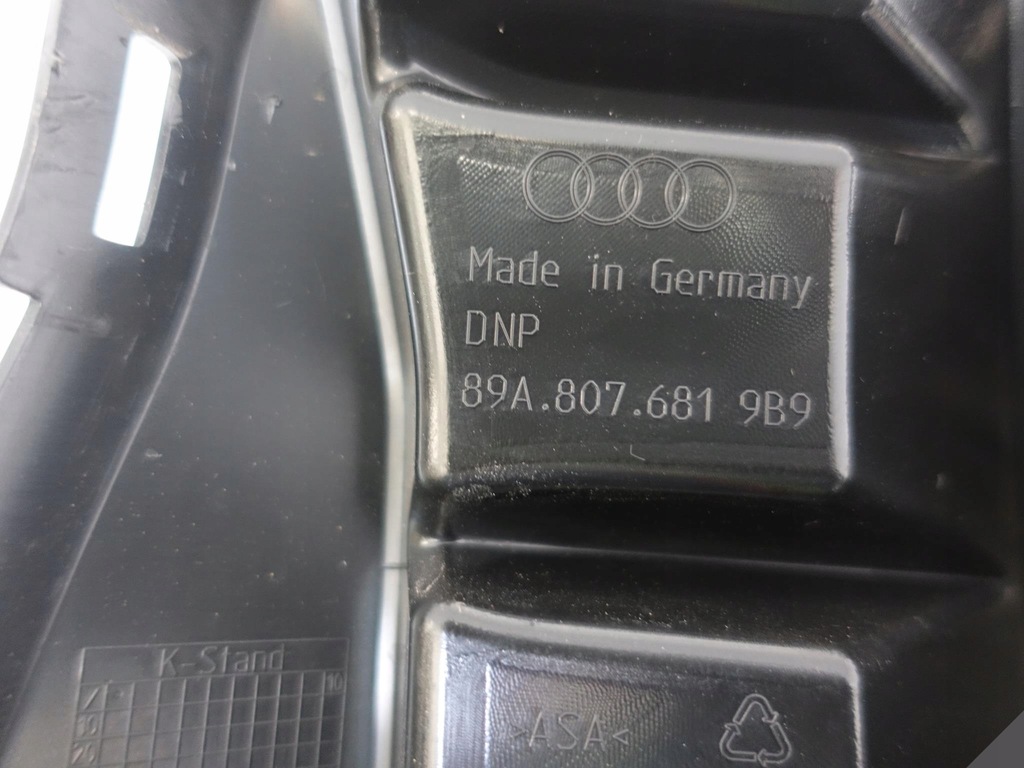 Made in Germany
DNP
89A.807.681 9B9
K-Stand
10
>ASA<